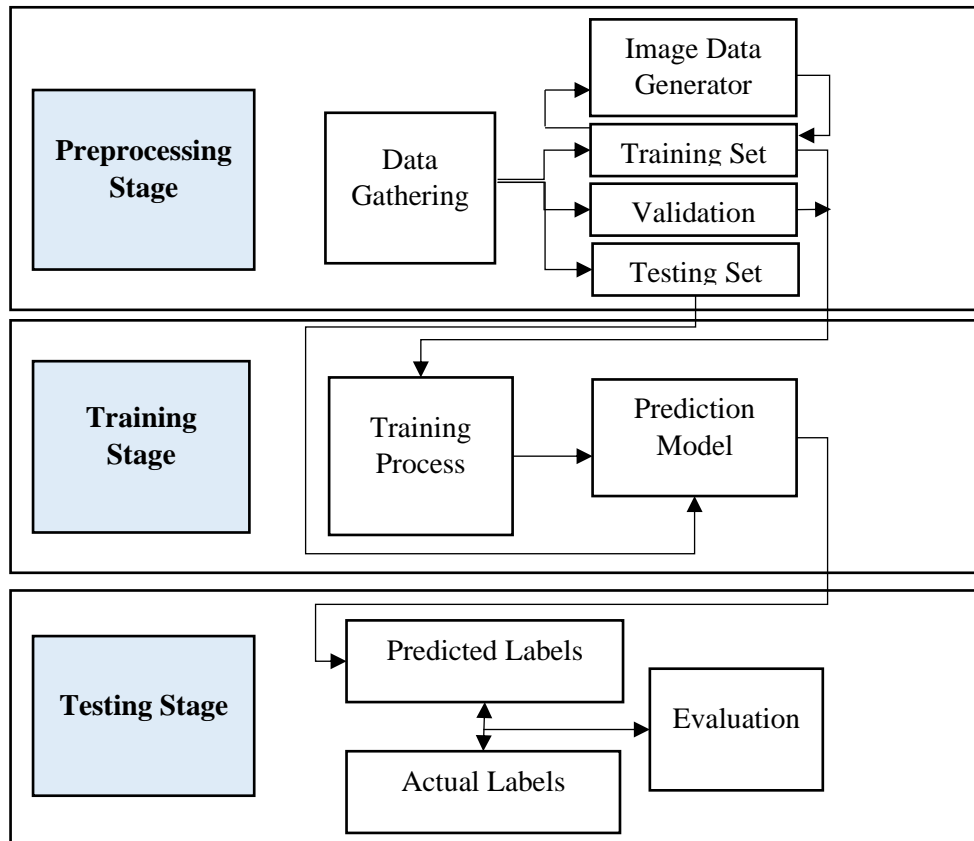 Preprocessing
Stage
Data
Gathering
Image Data
Generator
Training Set
Validation
Testing Set
Training
Stage
Training
Process
Prediction
Model
Testing Stage
Predicted Labels
Actual Labels
Evaluation